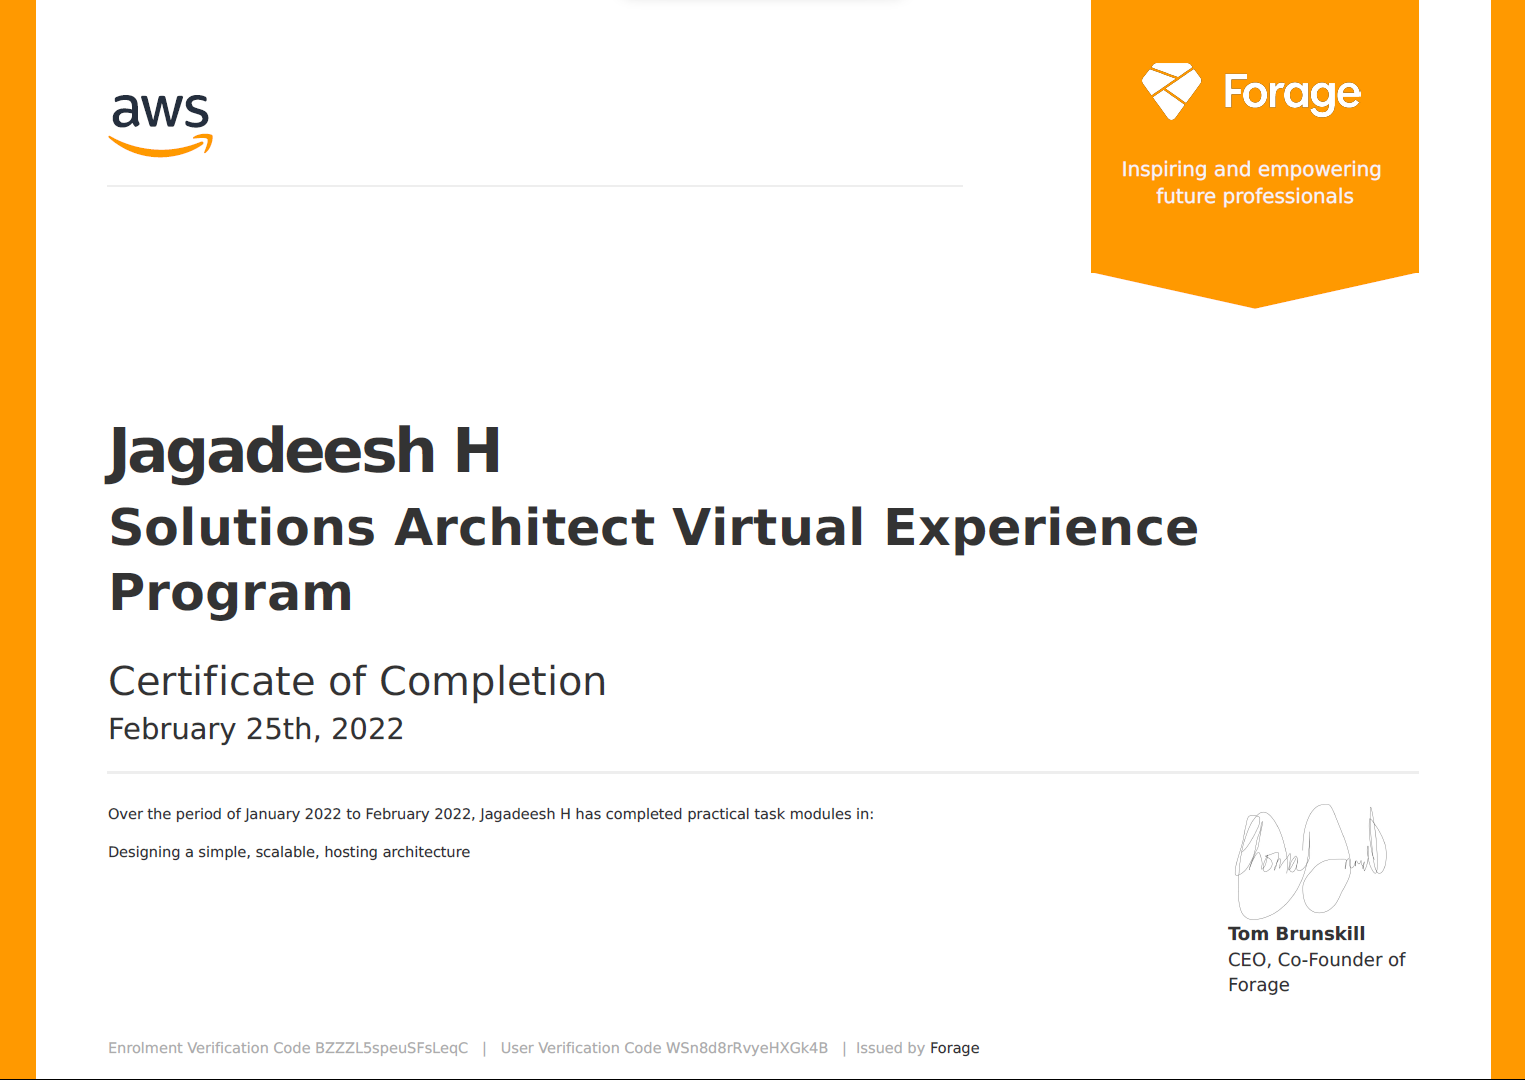 aws
Forage
Inspiring and empowering
future professionals
Jagadeesh H
Solutions Architect Virtual Experience
Program
Certificate of Completion
February 25th, 2022
Over the period of January 2022 to February 2022, Jagadeesh H has completed practical task modules in:
Designing a simple, scalable, hosting architecture
Tom Brunskill
CEO, Co-Founder of
Forage
Enrolment Verification Code BZZZL5speuSFsLeqC | User Verification Code WSn8d8rRvyeHXGk4B | Issued by Forage